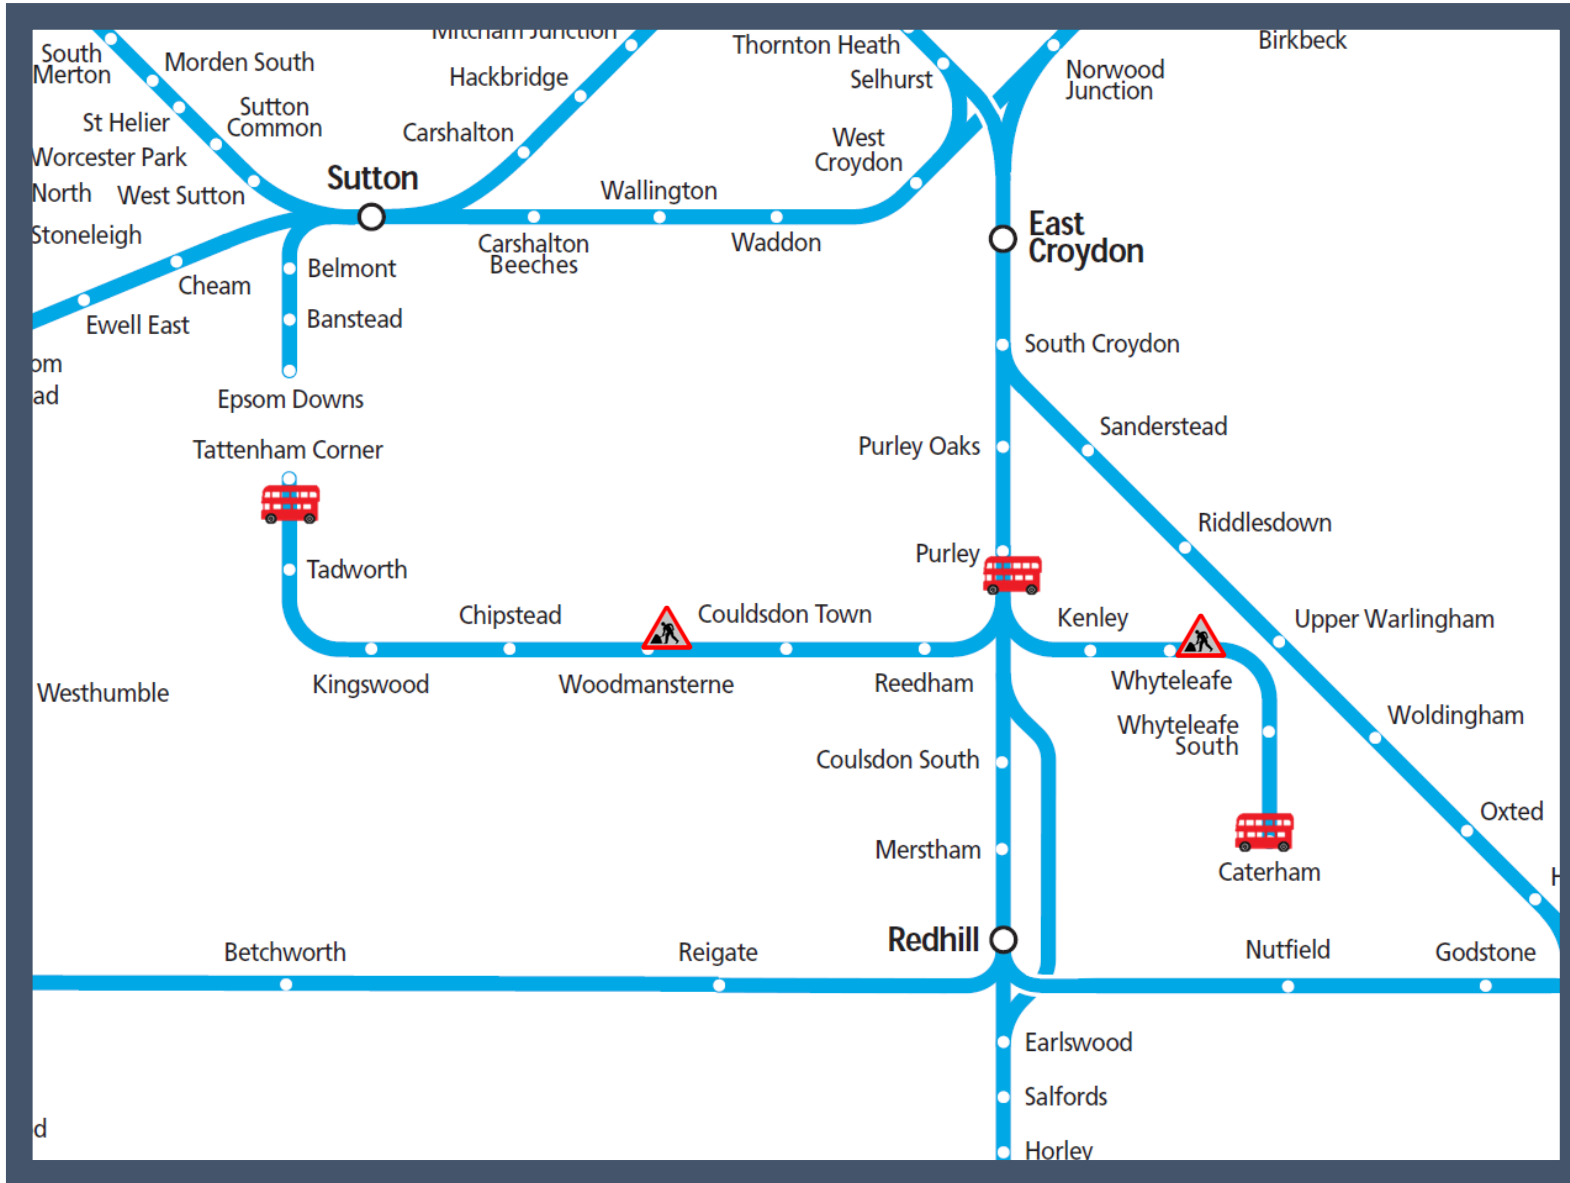 South
Merton
Morden South
Mitcham Junction
Thornton Heath
Birkbeck
Hackbridge
Selhurst
Norwood
Junction
St Helier
Sutton
Common
Carshalton
West
Croydon
Worcester Park
North
West Sutton
Sutton
Wallington
Stoneleigh
Carshalton
Beeches
Waddon
East
Croydon
Cheam
Belmont
Ewell East
Banstead
South Croydon
om
ad
Epsom Downs
Tattenham Corner
Purley Oaks
Sanderstead
Riddlesdown
Tadworth
Purley
Chipstead
Couldsdon Town
Kenley
Upper Warlingham
Westhumble
Kingswood
Woodmansterne
Reedham
Whyteleafe
Whyteleafe
South
Woldingham
Coulsdon South
Oxted
Merstham
Caterham
H
Betchworth
Reigate
Redhill
Nutfield
Godstone
Earlswood
Salfords
d
Horley